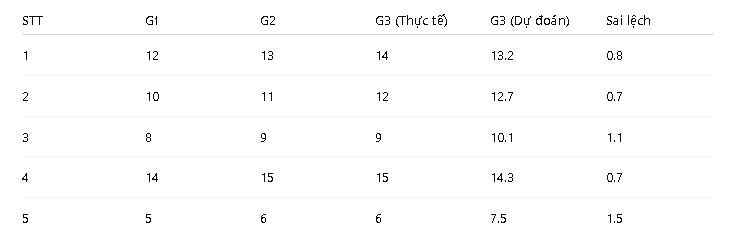 STT G1 G2 G3 (Thực tế) G3 (Dự đoán) Sai lệch
1 12 13 14 13.2 0.8
2 10 11 12 12.7 0.7
3 8 9 9 10.1 1.1
4 14 15 15 14.3 0.7
5 5 6 6 7.5 1.5